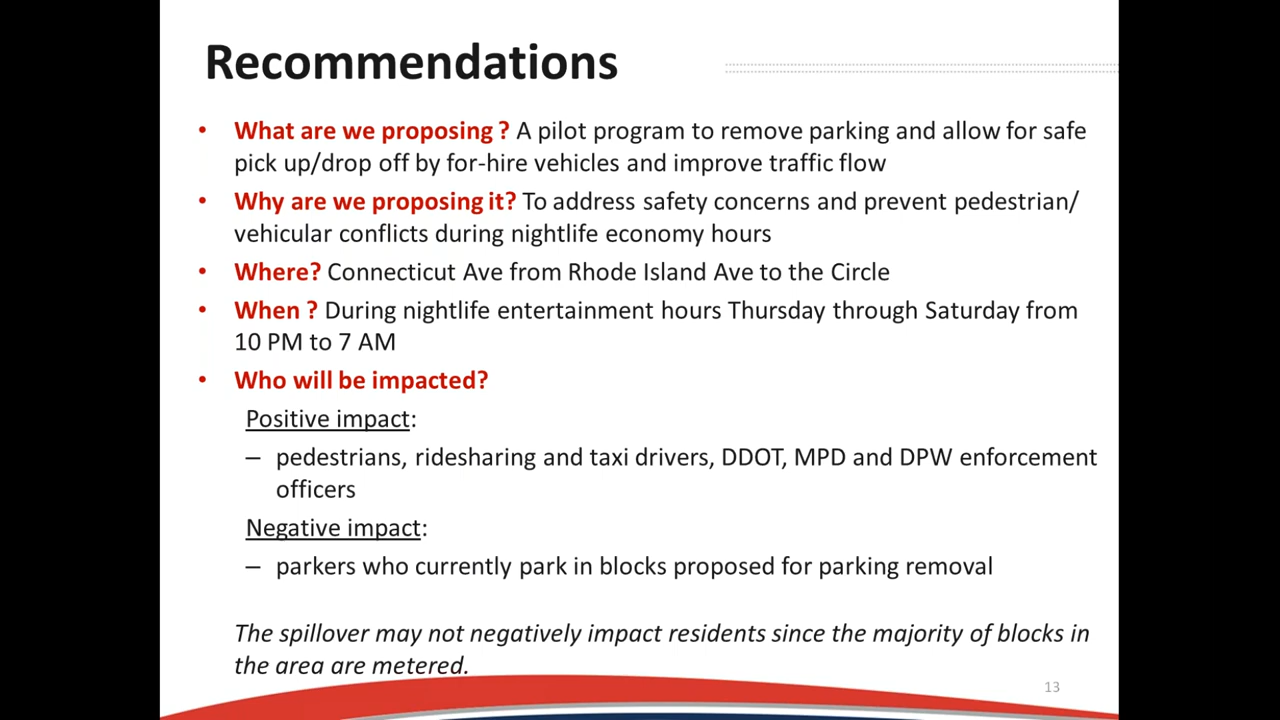 Recommendations
• What are we proposing ? A pilot program to remove parking and allow for safe
pick up/drop off by for-hire vehicles and improve traffic flow
• Why are we proposing it? To address safety concerns and prevent pedestrian/
vehicular conflicts during nightlife economy hours
• Where? Connecticut Ave from Rhode Island Ave to the Circle
• When ? During nightlife entertainment hours Thursday through Saturday from
10 PM to 7 AM
• Who will be impacted?
Positive impact:
– pedestrians, ridesharing and taxi drivers, DDOT, MPD and DPW enforcement
officers
Negative impact:
– parkers who currently park in blocks proposed for parking removal
The spillover may not negatively impact residents since the majority of blocks in
the area are metered.
13